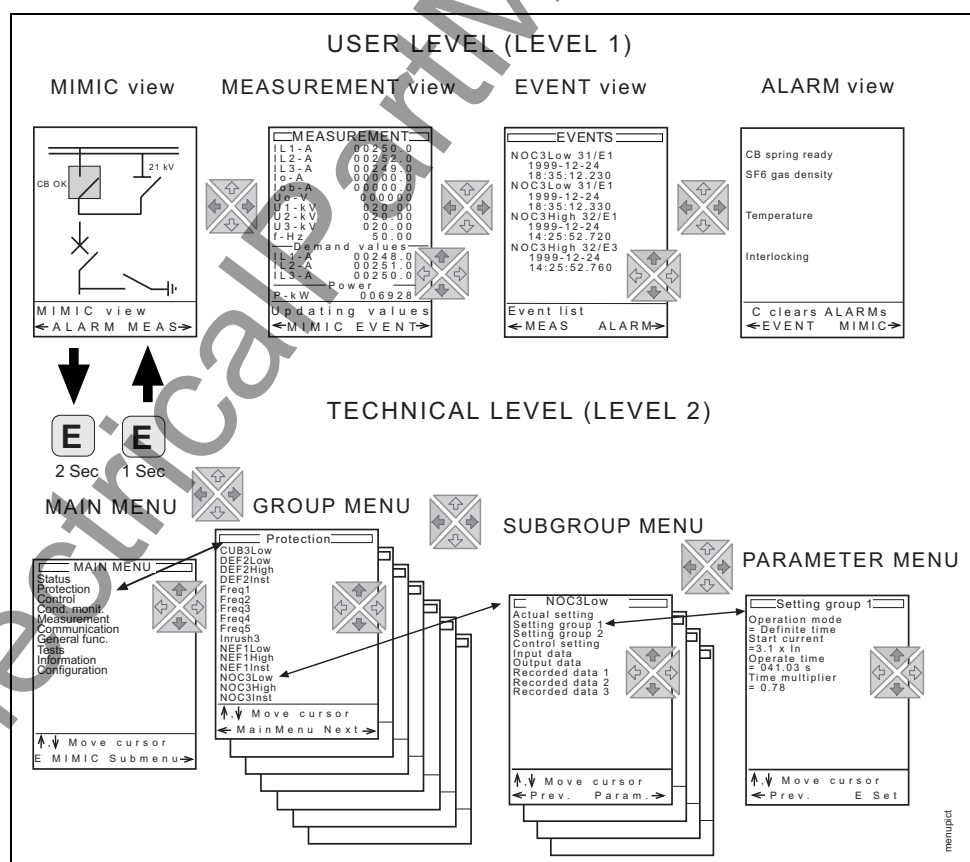 USER LEVEL (LEVEL 1)
MIMIC view
MEASUREMENT view
EVENT view
ALARM view
21 kV
CB OK
MIMIC view
←ALARM MEAS→
MEASUREMENT
IL1-A 00250.0
IL2-A 00252.0
IL3-A 00249.0
Io-A 00000.0
Iob-A 00000.0
Uo-V 000000
U1-kV 020.00
U2-kV 020.00
U3-kV 020.00
f-Hz 50.00
Demand values
IL1-A 00248.0
IL2-A 00251.0
IL3-A 00250.0
Power
P-kW 006928
Updating values
←MIMIC EVENT→
EVENTS
NOC3Low 31/E1
1999-12-24
18:35:12.230
NOC3Low 31/E1
1999-12-24
18:35:12.330
NOC3High 32/E1
1999-12-24
14:25:52.720
NOC3High 32/E3
1999-12-24
14:25:52.760
Event list
←MEAS ALARM→
CB spring ready
SF6 gas density
Temperature
Interlocking
C clears ALARMs
←EVENT MIMIC→
E
2 Sec
E
1 Sec
TECHNICAL LEVEL (LEVEL 2)
MAIN MENU
GROUP MENU
SUBGROUP MENU
PARAMETER MENU
MAIN MENU
Status
Protection
Control
Cond. monit.
Measurement
Communication
General func.
Tests
Information
Configuration
↑,↓ Move cursor
E MIMIC Submenu→
Protection
CUB3Low
DEF2Low
DEF2High
DEF2Inst
Freq1
Freq2
Freq3
Freq4
Freq5
Inrush3
NEF1Low
NEF1High
NEF1Inst
NOC3Low
NOC3High
NOC3Inst
↑,↓ Move cursor
←MainMenu Next→
NOC3Low
Actual setting
Setting group 1
Setting group 2
Control setting
Input data
Output data
Recorded data 1
Recorded data 2
Recorded data 3
↑,↓ Move cursor
←Prev. Param.→
Setting group 1
Operation mode
= Definite time
Start current
=3.1 x In
Operate time
= 041.03 s
Time multiplier
= 0.78
↑,↓ Move cursor
←Prev. E Set
menupict